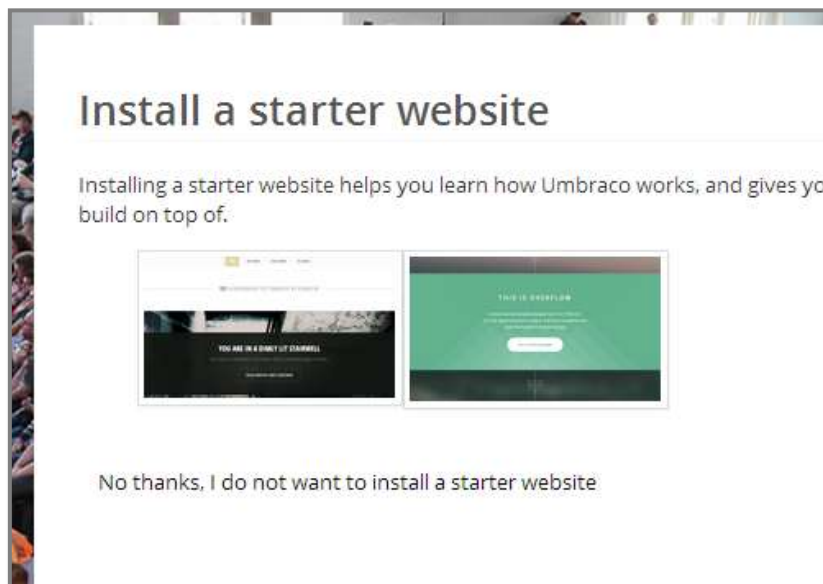 Install a starter website
Installing a starter website helps you learn how Umbraco works, and gives yo
build on top of.
YOU ARE IN A DIMLY LIT STAIRWELL
THIS IS OVERFLOW
No thanks, I do not want to install a starter website